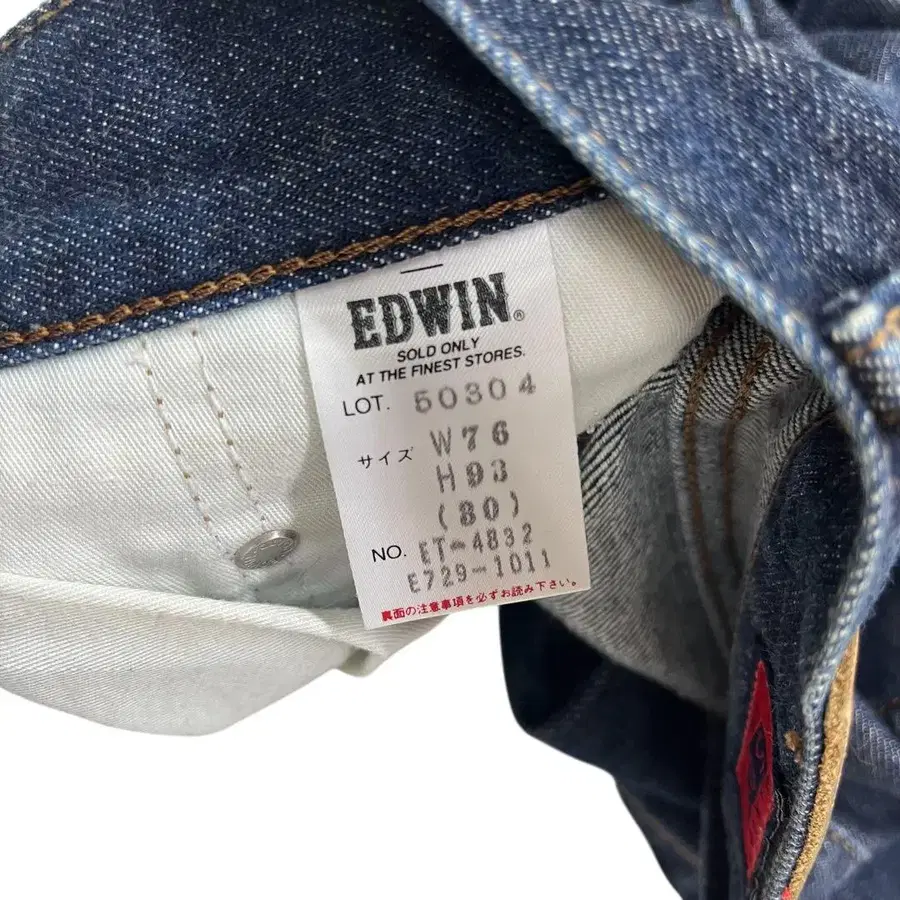 EDWIN®
SOLD ONLY
AT THE FINEST STORES.
LOT. 50304
サイズ W76
H93
(80)
NO. ET-4832
E729-1011
裏面の注意事項を必ずお読み下さい。